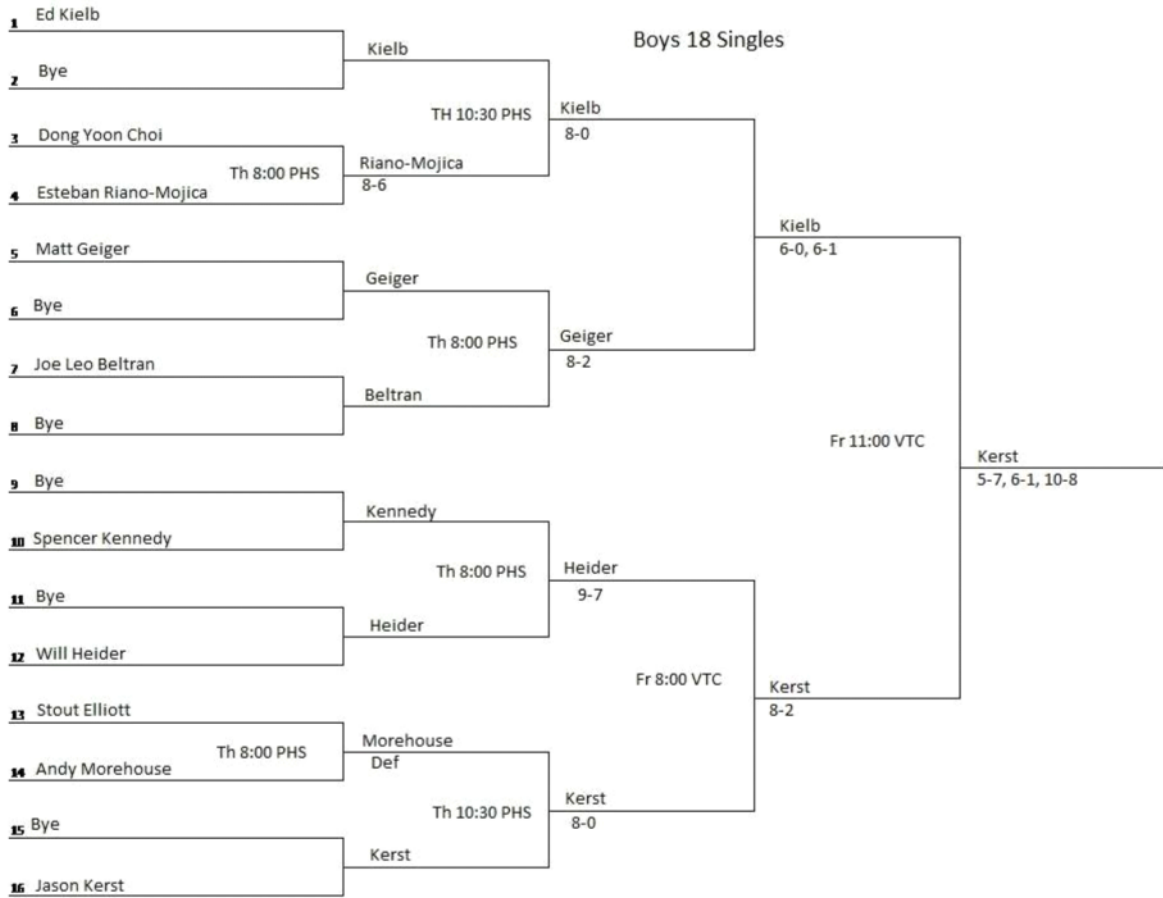 Boys 18 Singles
1 Ed Kielb
2 Bye
3 Dong Yoon Choi
4 Esteban Riano-Mojica
5 Matt Geiger
6 Bye
7 Joe Leo Beltran
8 Bye
9 Bye
10 Spencer Kennedy
11 Bye
12 Will Heider
13 Stout Elliott
14 Andy Morehouse
15 Bye
16 Jason Kerst
Kielb
Th 8:00 PHS
Riano-Mojica
8-6
Geiger
Beltran
Kennedy
Heider
Th 8:00 PHS
Morehouse
Def
Kerst
TH 10:30 PHS
Kielb
8-0
Th 8:00 PHS
Geiger
8-2
Th 8:00 PHS
Heider
9-7
Th 10:30 PHS
Kerst
8-0
Kielb
6-0, 6-1
Fr 8:00 VTC
Kerst
8-2
Fr 11:00 VTC
Kerst
5-7, 6-1, 10-8